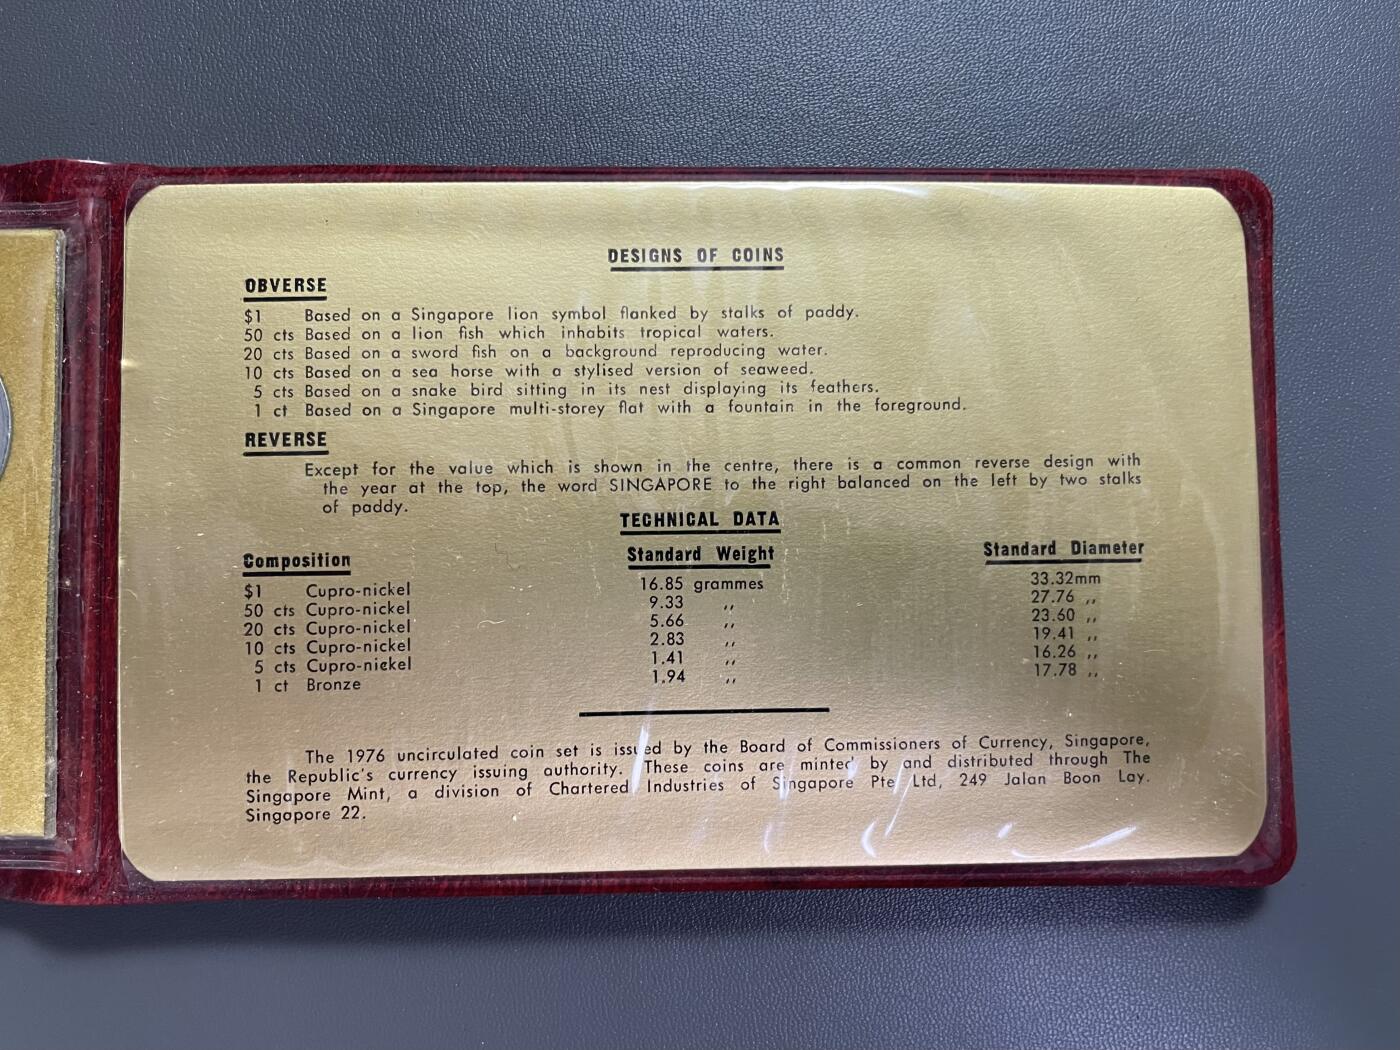 DESIGNS OF COINS
OBVERSE
$1 Based on a Singapore lion symbol flanked by stalks of paddy.
50 cts Based on a lion fish which inhabits tropical waters.
20 cts Based on a sword fish on a background reproducing water.
10 cts Based on a sea horse with a stylised version of seaweed.
5 cts Based on a snake bird sitting in its nest displaying its feathers.
1 ct Based on a Singapore multi-storey flat with a fountain in the foreground.
REVERSE
Except for the value which is shown in the centre, there is a common reverse design with
the year at the top, the word SINGAPORE to the right balanced on the left by two stalks
of paddy.
TECHNICAL DATA
Composition Standard Weight Standard Diameter
$1 Cupro-nickel 16.85 grammes 33.32mm
50 cts Cupro-nickel 9.33 ,, 27.76 ,,
20 cts Cupro-nickel 5.66 ,, 23.60 ,,
10 cts Cupro-nickel 2.83 ,, 19.41 ,,
5 cts Cupro-nickel 1.41 ,, 16.26 ,,
1 ct Bronze 1.94 ,, 17.78 ,,
The 1976 uncirculated coin set is issued by the Board of Commissioners of Currency, Singapore,
the Republic's currency issuing authority. These coins are minted by and distributed through The
Singapore Mint, a division of Chartered Industries of Singapore Pte Ltd, 249 Jalan Boon Lay.
Singapore 22.